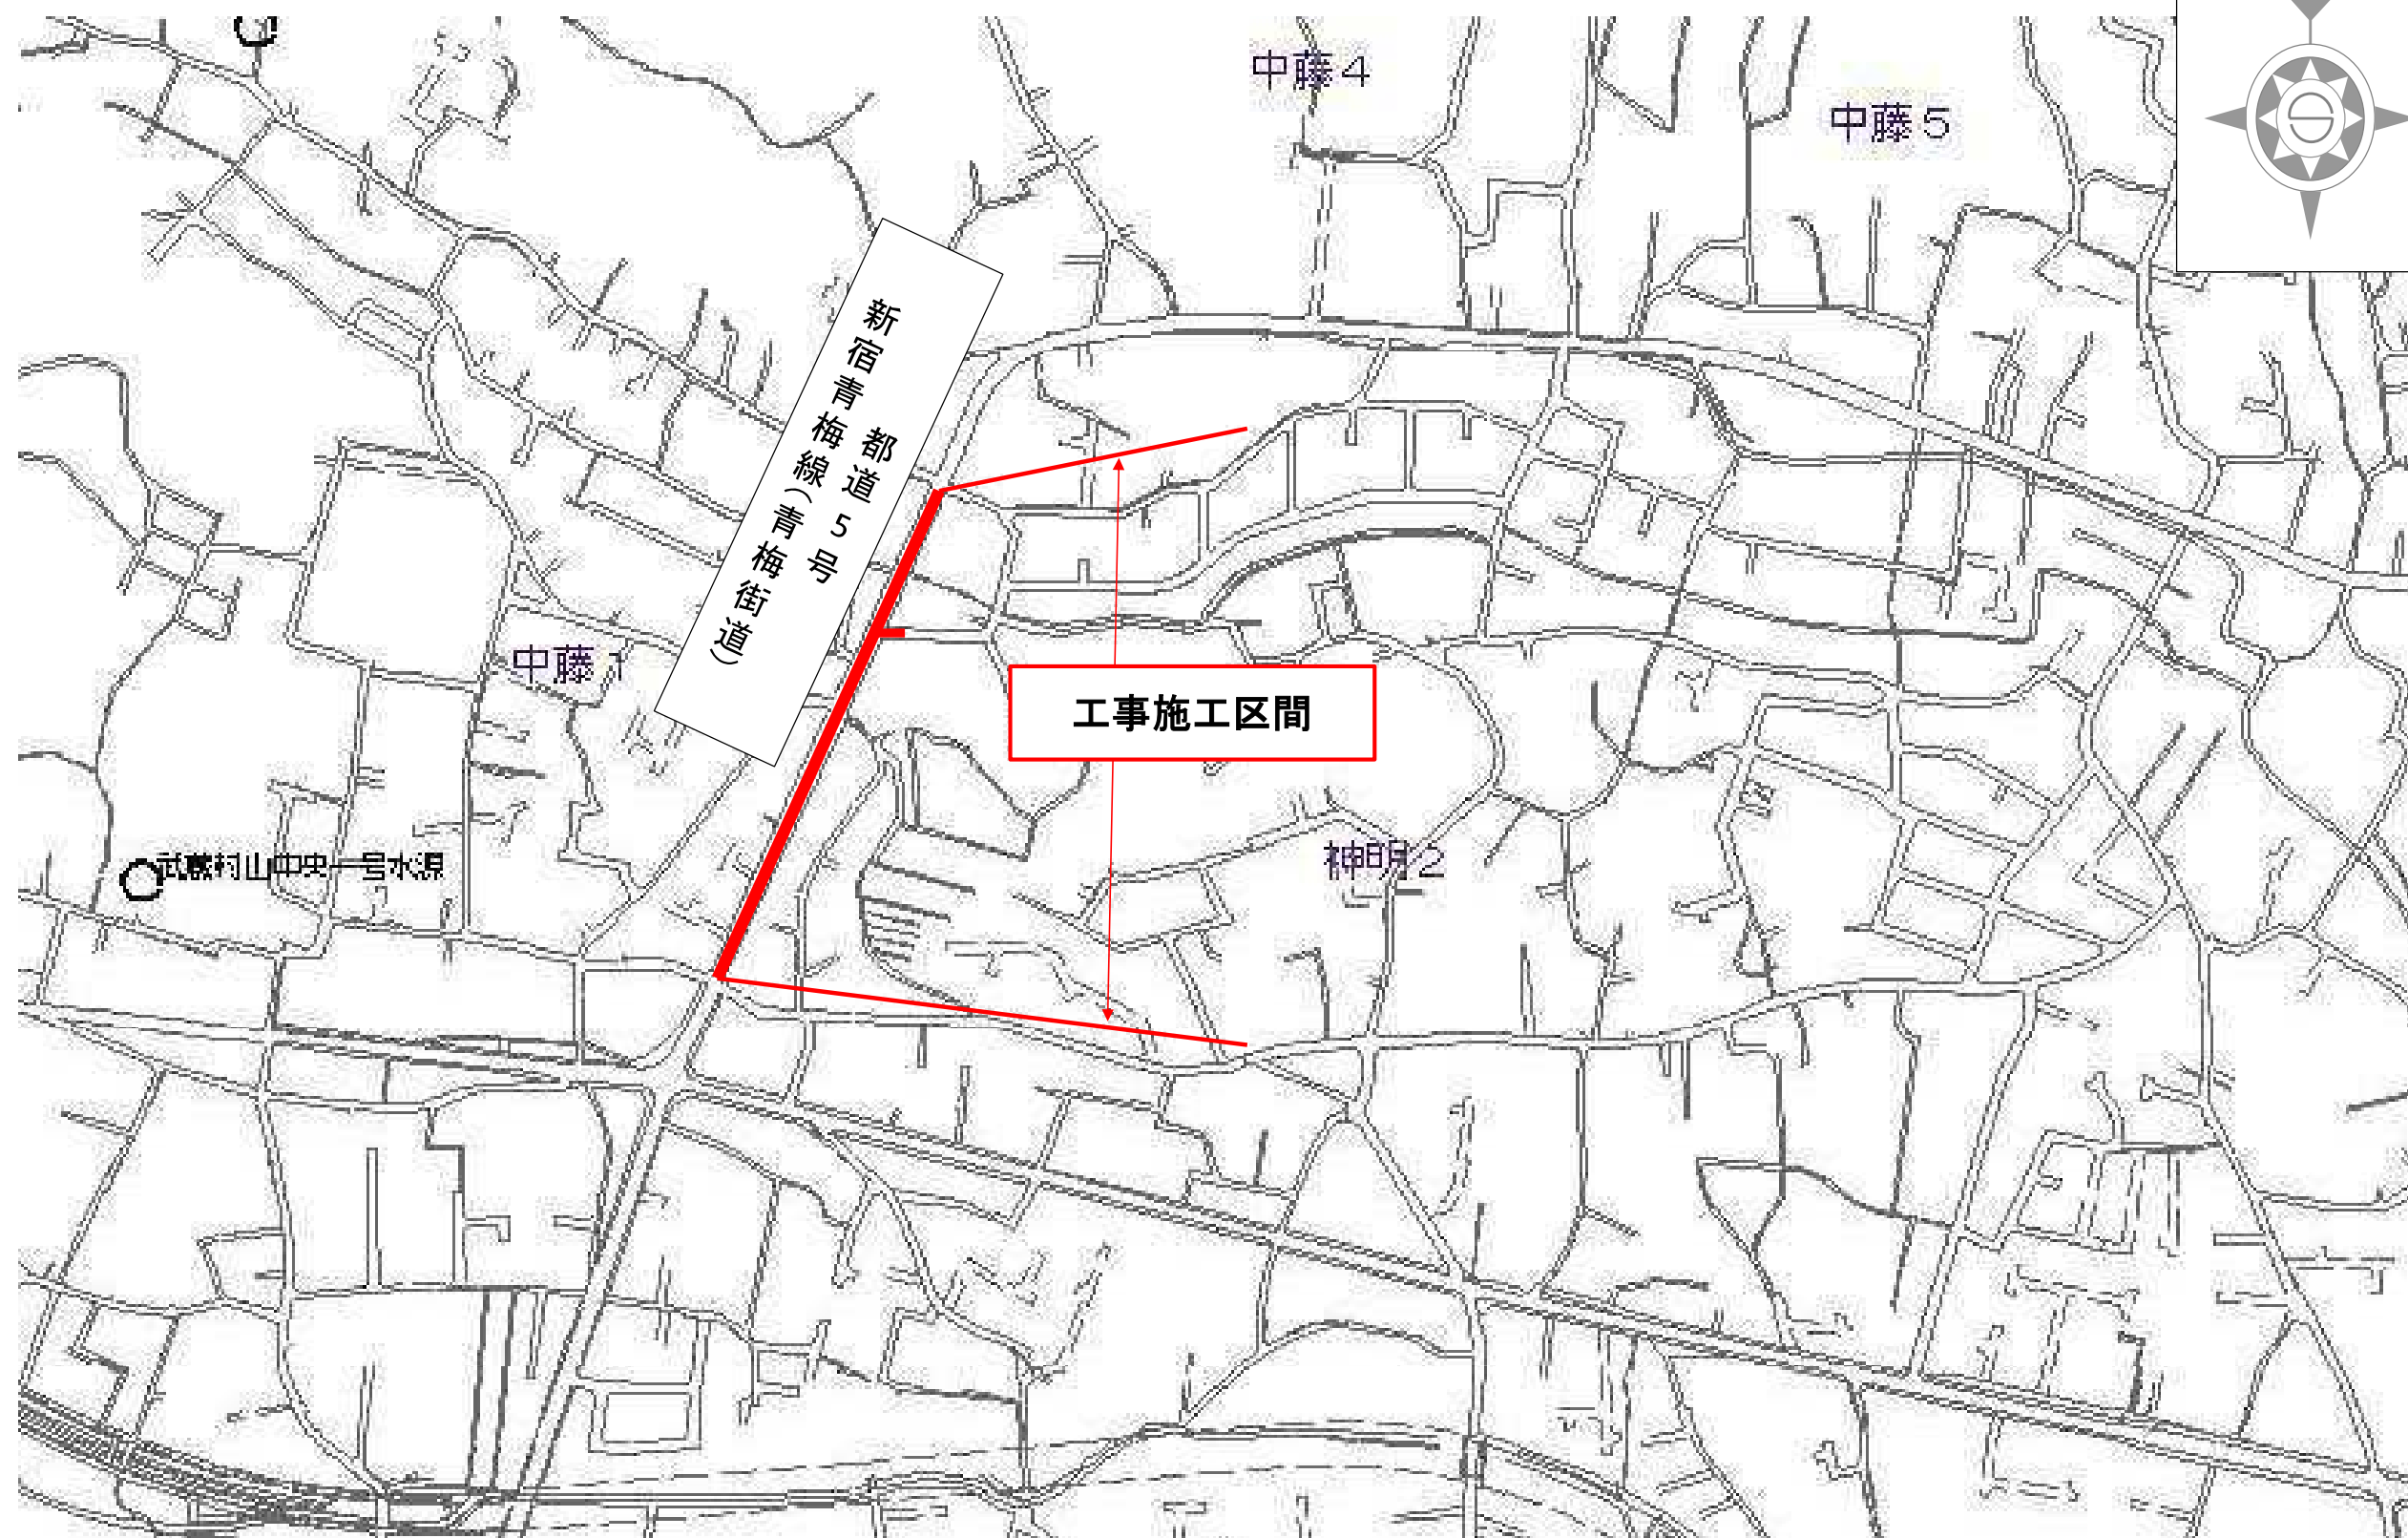 中藤4
中藤5
都道5号
新宿青梅線(青梅街道)
中藤1
工事施工区間
神明2
武蔵村山中央一号水源